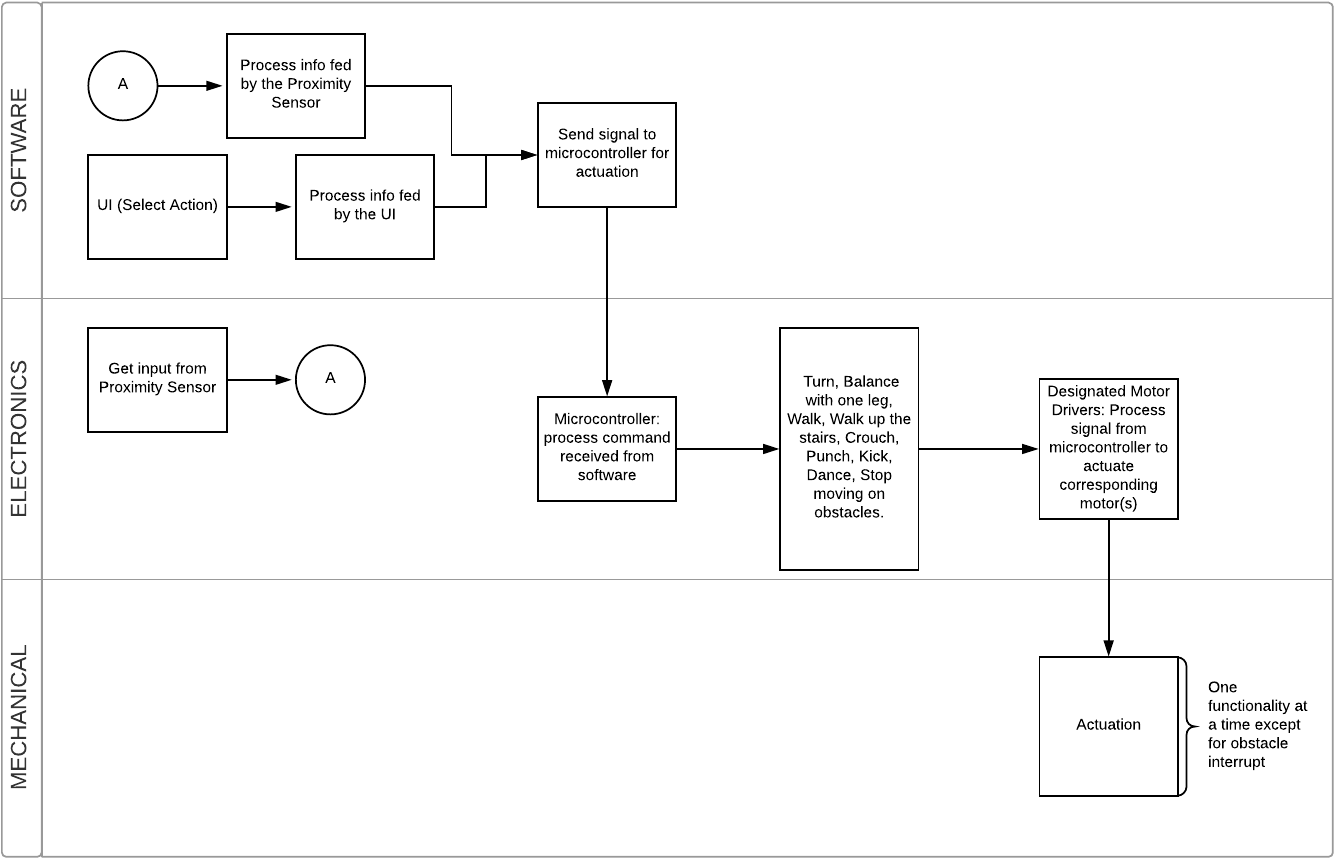 SOFTWARE
A
Process info fed
by the Proximity
Sensor
Send signal to
microcontroller for
actuation
UI (Select Action)
Process info fed
by the UI
ELECTRONICS
Get input from
Proximity Sensor
A
Microcontroller:
process command
received from
software
Turn, Balance
with one leg,
Walk, Walk up the
stairs, Crouch,
Punch, Kick,
Dance, Stop
moving on
obstacles.
Designated Motor
Drivers: Process
signal from
microcontroller to
actuate
corresponding
motor(s)
MECHANICAL
Actuation
One
functionality at
a time except
for obstacle
interrupt